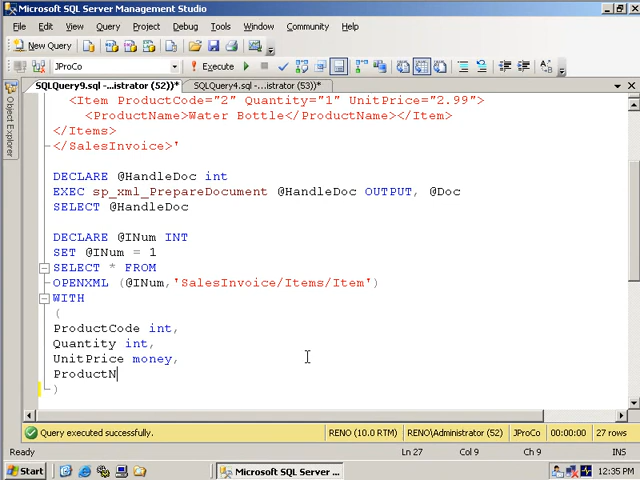 Microsoft SQL Server Management Studio
File Edit View Query Project Debug Tools Window Community Help
New Query
JProCo Execute
SQLQuery9.sql -...istrator (52))* SQLQuery4.sql -...istrator (53))*
Object Explorer
<Item ProductCode="2" Quantity="1" UnitPrice="2.99">
<ProductName>Water Bottle</ProductName></Item>
</Items>
</SalesInvoice>'
DECLARE @HandleDoc int
EXEC sp_xml_PrepareDocument @HandleDoc OUTPUT, @Doc
SELECT @HandleDoc
DECLARE @INum INT
SET @INum = 1
SELECT * FROM
OPENXML (@INum,'SalesInvoice/Items/Item')
WITH
(
ProductCode int,
Quantity int,
UnitPrice money,
ProductN
)
Query executed successfully. RENO (10.0 RTM) RENO\Administrator (52) JProCo 00:00:00 27 rows
Ready Ln 27 Col 9 Ch 9
Start Microsoft SQL Server ... 12:35 PM